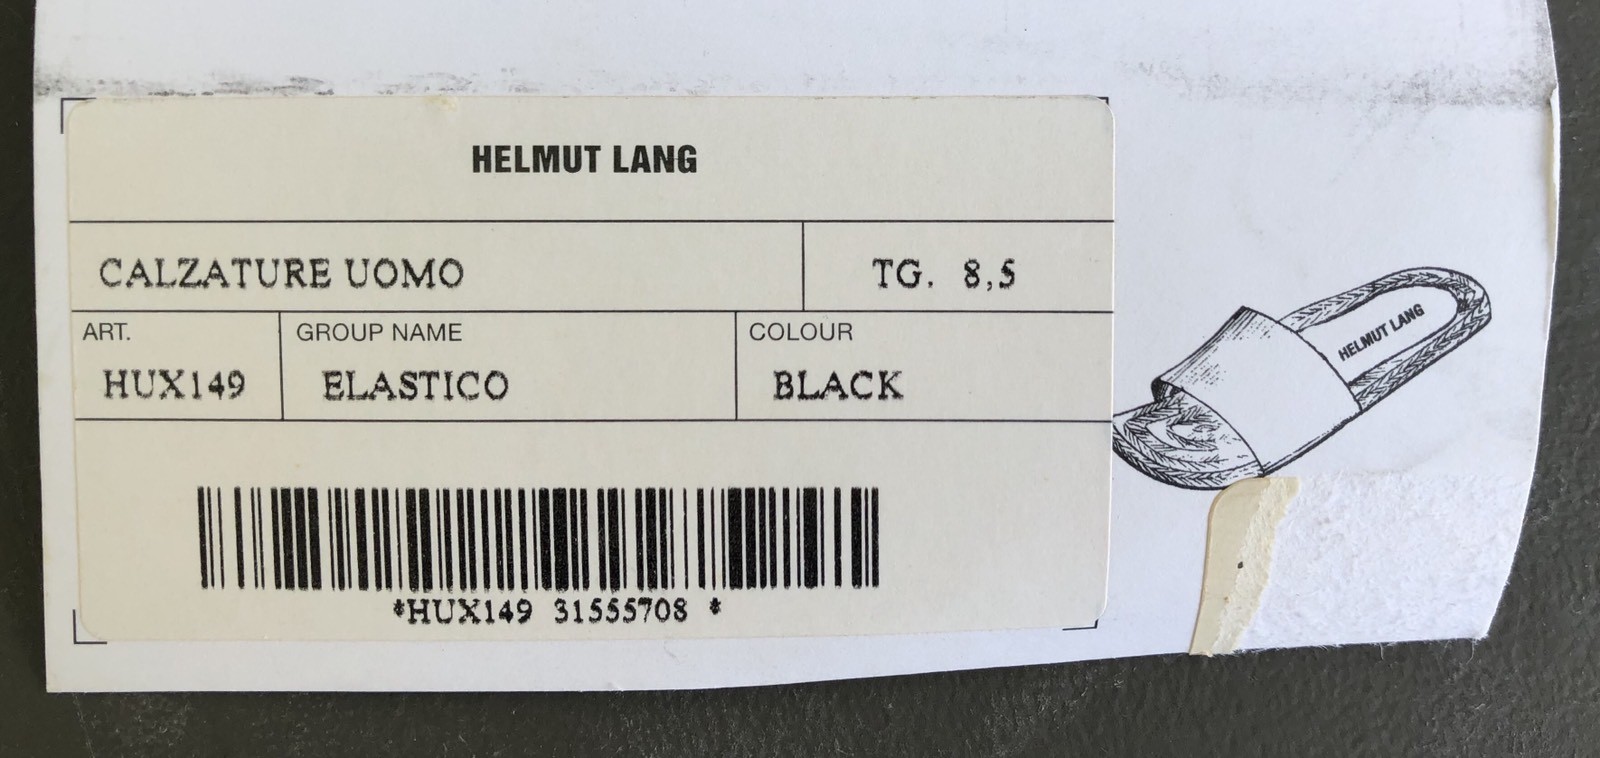 HELMUT LANG
CALZATURE UOMO
TG. 8,5
ART.
GROUP NAME
COLOUR
HUX149
ELASTICO
BLACK
HELMUT LANG
*HUX149 31555708 *